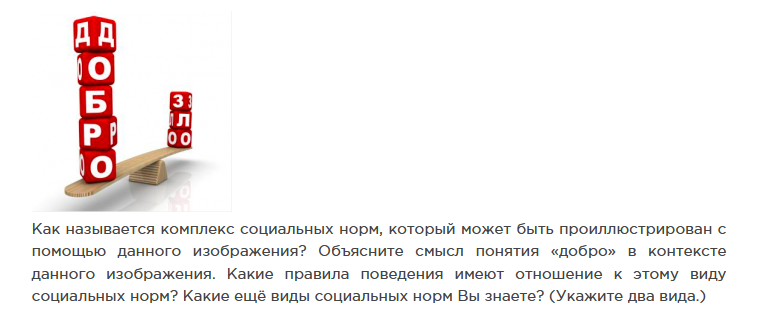 ДОБРО
ЗЛО
Как называется комплекс социальных норм, который может быть проиллюстрирован с
помощью данного изображения? Объясните смысл понятия «добро» в контексте
данного изображения. Какие правила поведения имеют отношение к этому виду
социальных норм? Какие ещё виды социальных норм Вы знаете? (Укажите два вида.)